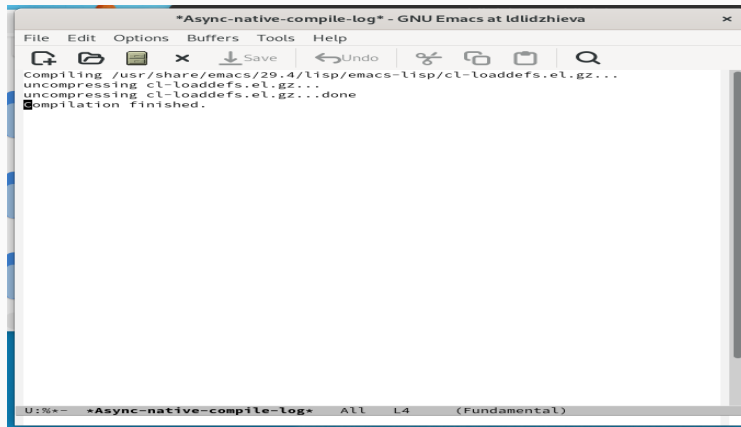 *Async-native-compile-log* - GNU Emacs at ldlidzhieva
File Edit Options Buffers Tools Help
Save Undo
Compiling /usr/share/emacs/29.4/lisp/emacs-lisp/cl-loaddefs.el.gz...
uncompressing cl-loaddefs.el.gz...
uncompressing cl-loaddefs.el.gz...done
Compilation finished.
U:%*- *Async-native-compile-log* All L4 (Fundamental)